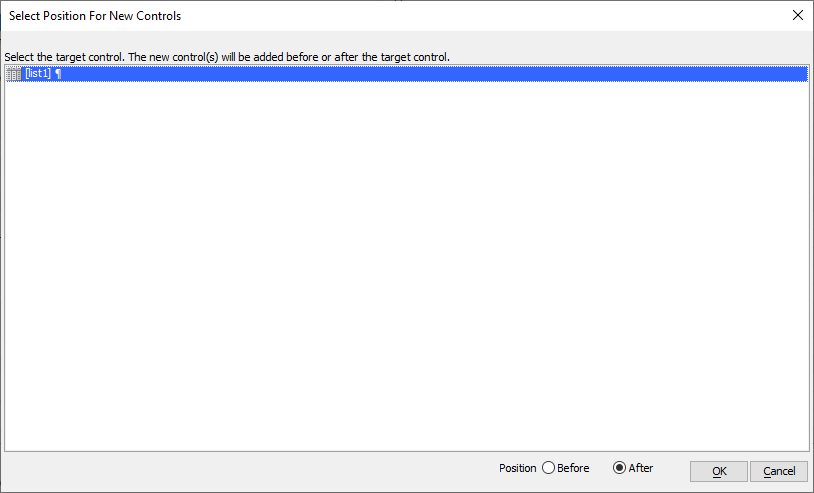 Select Position For New Controls
Select the target control. The new control(s) will be added before or after the target control.
[list1] ¶
Position Before After OK Cancel